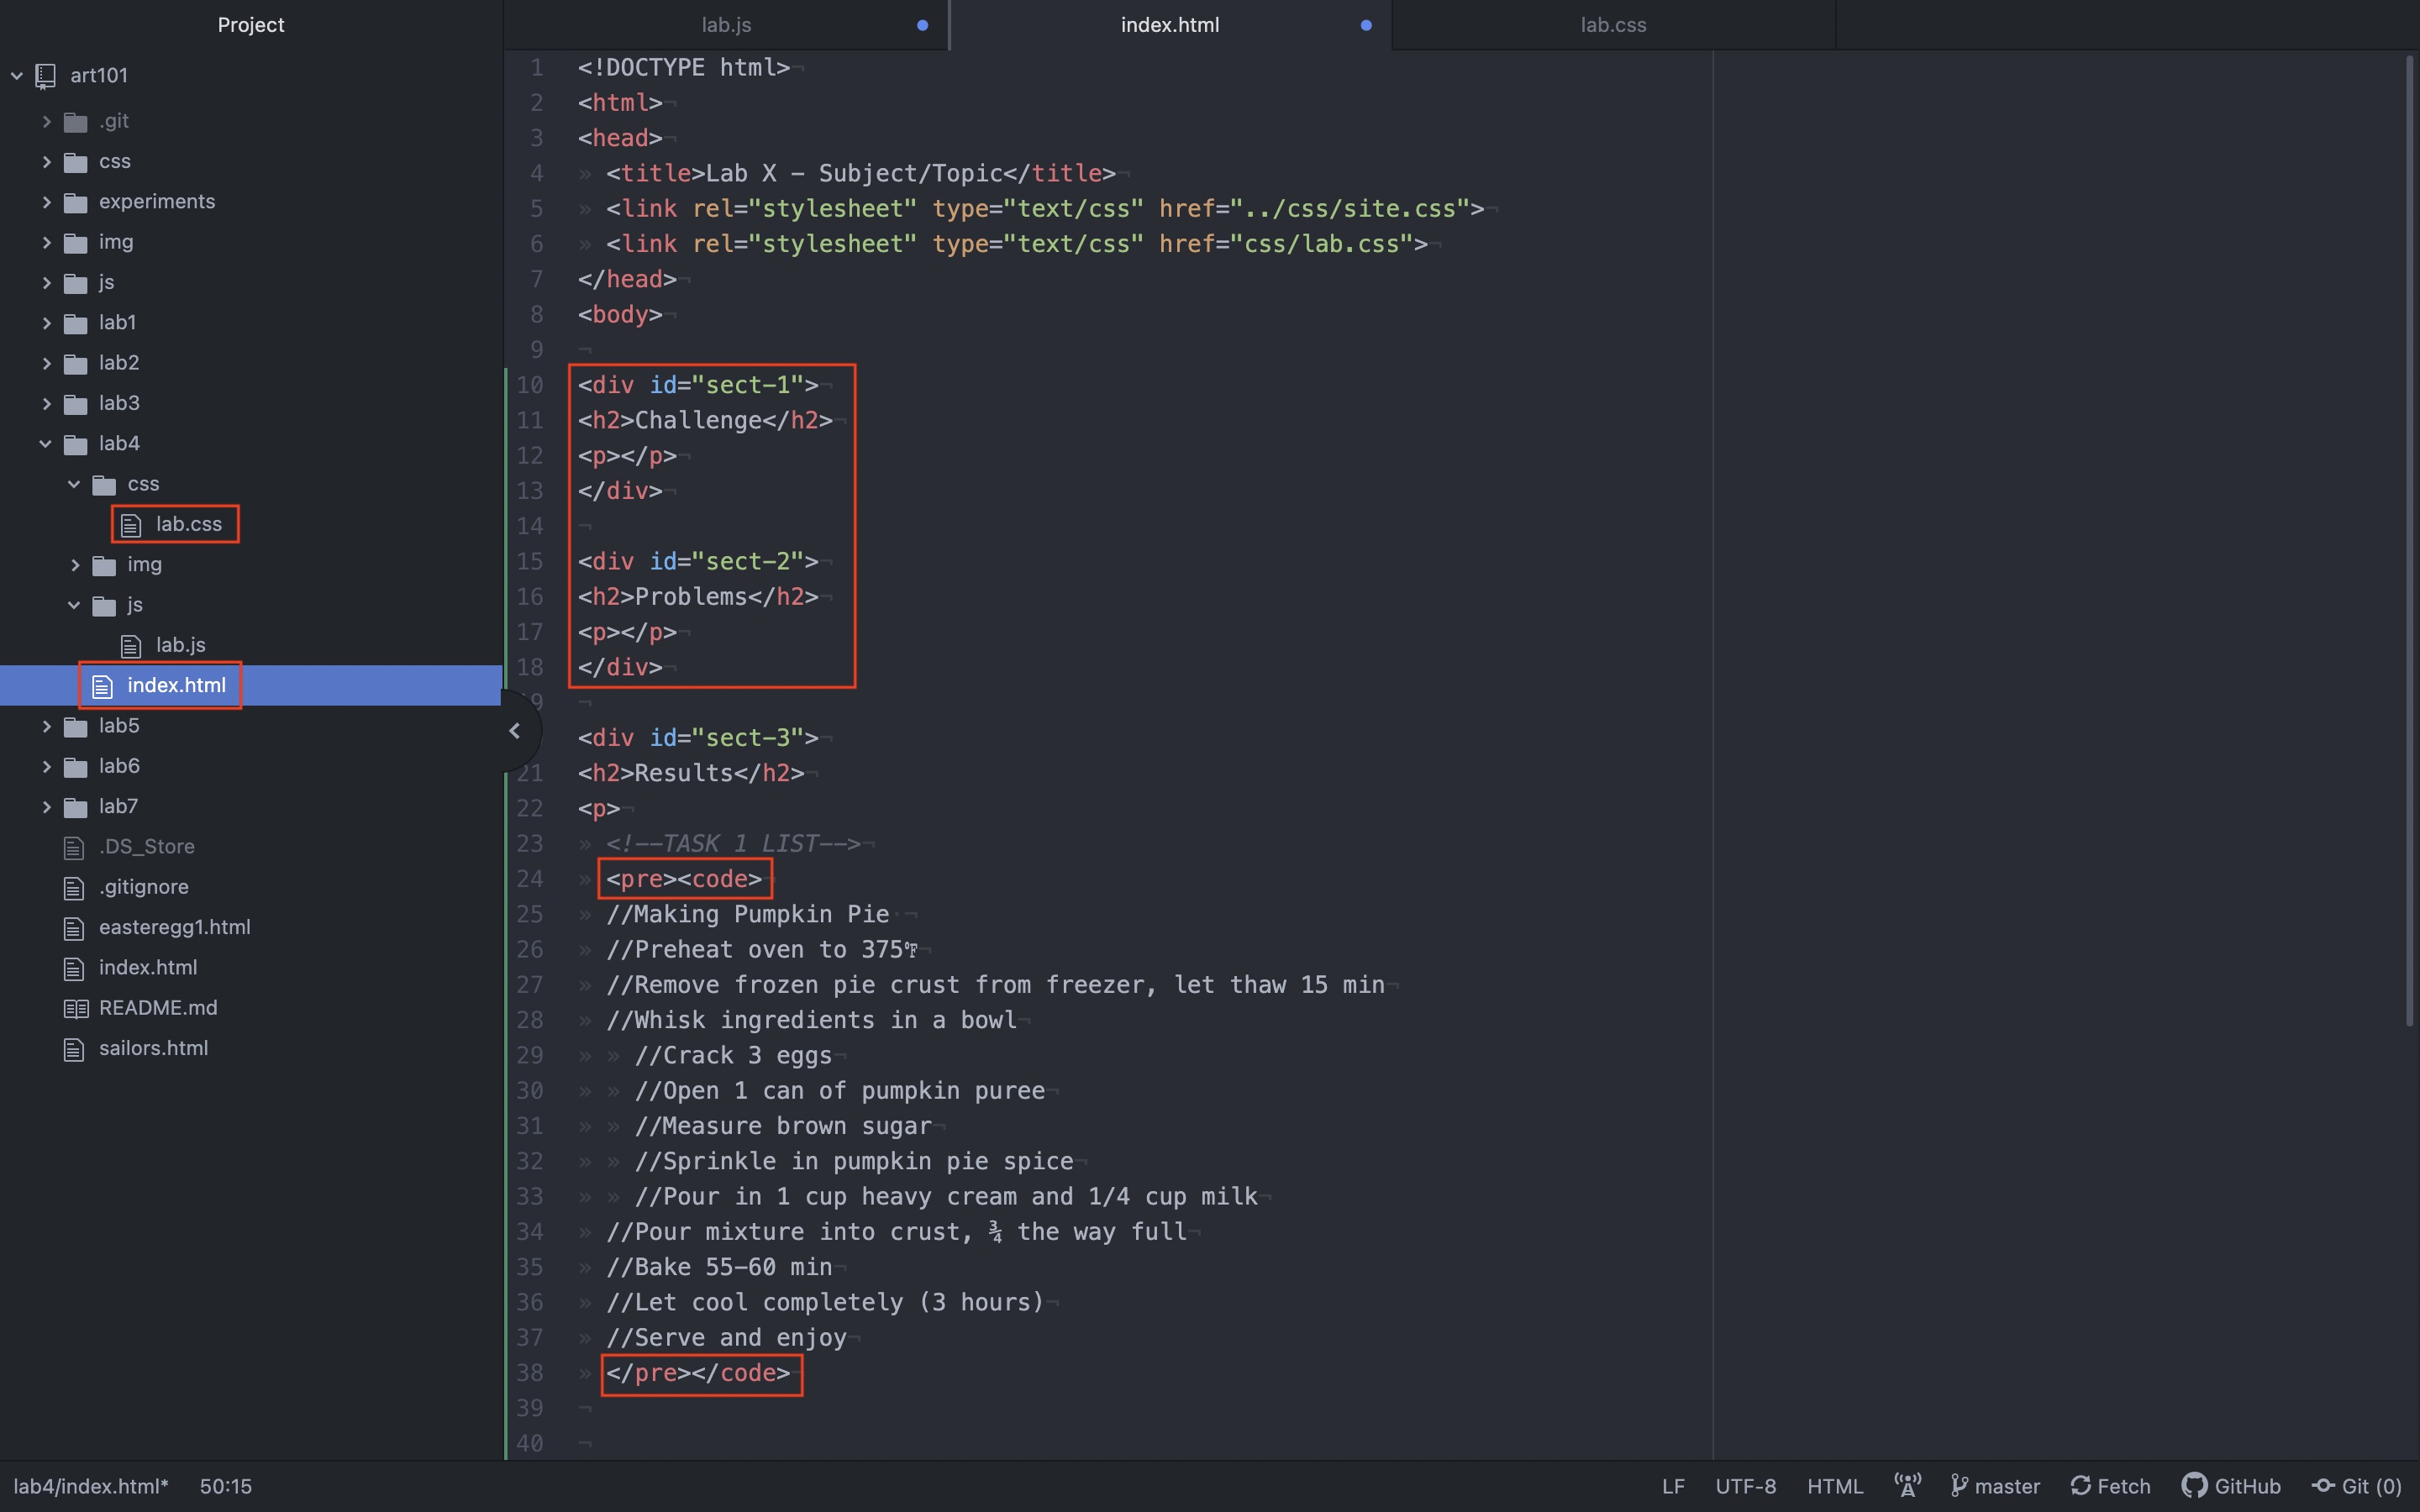 Project
art101
.git
css
experiments
img
js
lab1
lab2
lab3
lab4
css
lab.css
img
js
lab.js
index.html
lab5
lab6
lab7
.DS_Store
.gitignore
easteregg1.html
index.html
README.md
sailors.html
lab.js
index.html
lab.css
1 <!DOCTYPE html>
2 <html>
3 <head>
4 <title>Lab X - Subject/Topic</title>
5 <link rel="stylesheet" type="text/css" href="../css/site.css">
6 <link rel="stylesheet" type="text/css" href="css/lab.css">
7 </head>
8 <body>
9
10 <div id="sect-1">
11 <h2>Challenge</h2>
12 <p></p>
13 </div>
14
15 <div id="sect-2">
16 <h2>Problems</h2>
17 <p></p>
18 </div>
9
<div id="sect-3">
21 <h2>Results</h2>
22 <p>
23 <!--TASK 1 LIST-->
24 <pre><code>
25 //Making Pumpkin Pie
26 //Preheat oven to 375℉
27 //Remove frozen pie crust from freezer, let thaw 15 min
28 //Whisk ingredients in a bowl
29 //Crack 3 eggs
30 //Open 1 can of pumpkin puree
31 //Measure brown sugar
32 //Sprinkle in pumpkin pie spice
33 //Pour in 1 cup heavy cream and 1/4 cup milk
34 //Pour mixture into crust, ¾ the way full
35 //Bake 55-60 min
36 //Let cool completely (3 hours)
37 //Serve and enjoy
38 </pre></code>
39
40
lab4/index.html* 50:15 LF UTF-8 HTML master Fetch GitHub Git (0)